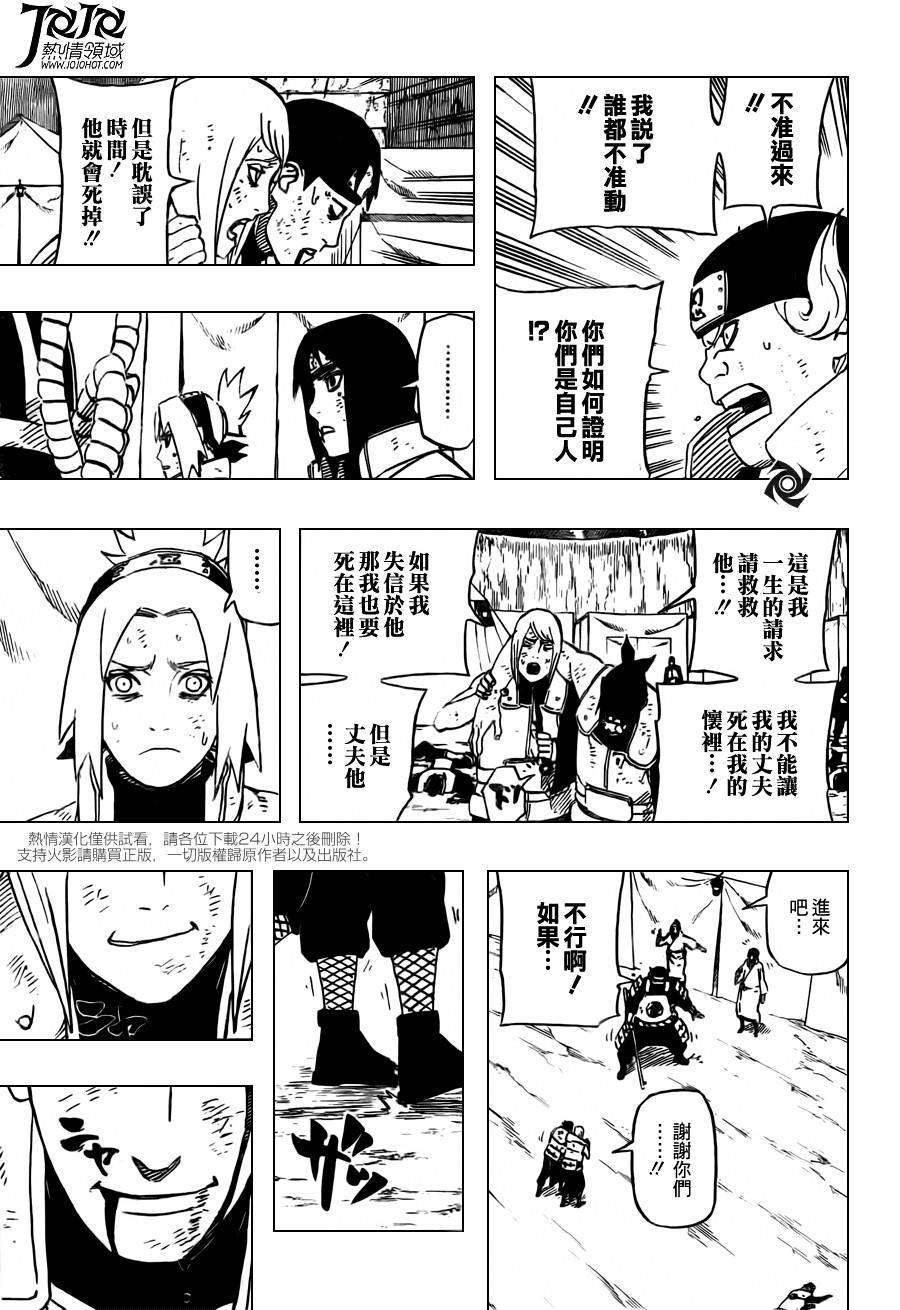 JOJO
熱情領域
WWW.JOJOHOT.COM
不准過來
!!
我説了
誰都不准動
!!
你們如何證明
你們是自己人
!?
但是耽誤了
時間！
他就會死掉
!!
………
這是我
一生的請求
請救救
他…!!
我不能讓
我的丈夫
死在我的
懷裡…！
如果我
失信於他
那我也要
死在這裡！
但是
丈夫他
……
……
熱情漢化僅供試看，請各位下載24小時之後刪除！
支持火影請購買正版，一切版權歸原作者以及出版社。
進來
吧…
不行啊！
如果…
謝謝你們
……!!
ザッ
ニヤ